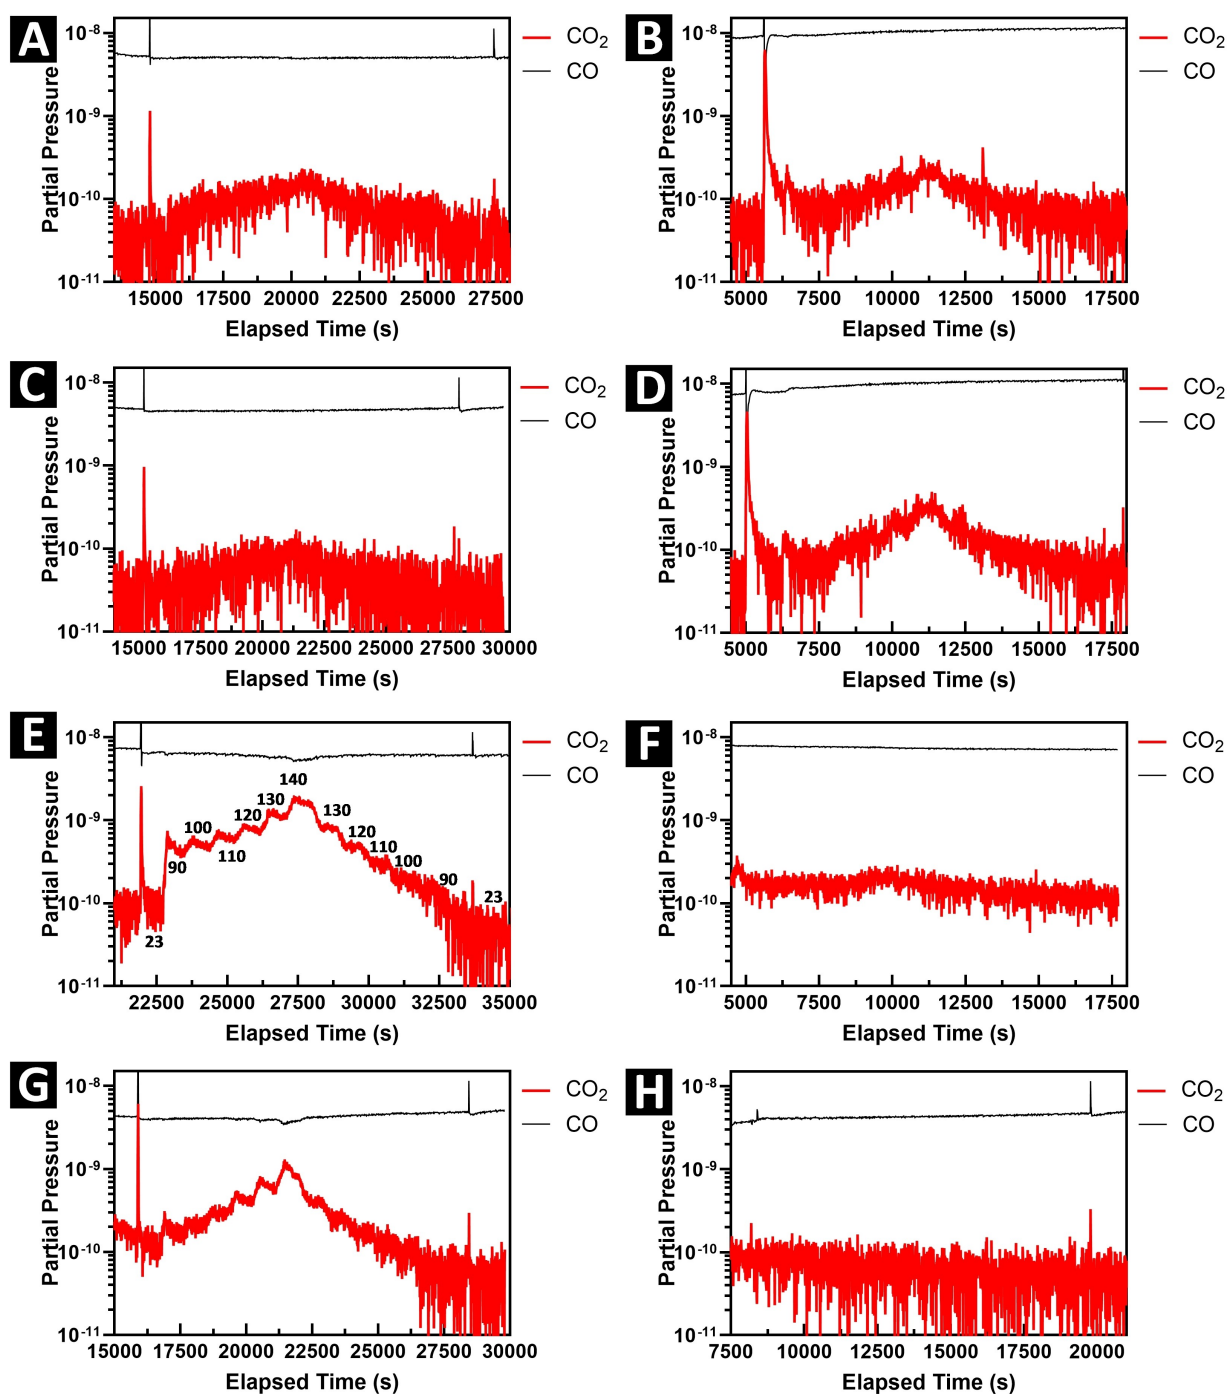 A
Partial Pressure
10-8
10-9
10-10
10-11
15000 17500 20000 22500 25000 27500
Elapsed Time (s)
CO2
CO
B
Partial Pressure
10-8
10-9
10-10
10-11
5000 7500 10000 12500 15000 17500
Elapsed Time (s)
CO2
CO
C
Partial Pressure
10-8
10-9
10-10
10-11
15000 17500 20000 22500 25000 27500 30000
Elapsed Time (s)
CO2
CO
D
Partial Pressure
10-8
10-9
10-10
10-11
5000 7500 10000 12500 15000 17500
Elapsed Time (s)
CO2
CO
E
Partial Pressure
10-8
10-9
10-10
10-11
23
90
100
110
120
130
140
130
120
110
100
90
23
22500 25000 27500 30000 32500 35000
Elapsed Time (s)
CO2
CO
F
Partial Pressure
10-8
10-9
10-10
10-11
5000 7500 10000 12500 15000 17500
Elapsed Time (s)
CO2
CO
G
Partial Pressure
10-8
10-9
10-10
10-11
15000 17500 20000 22500 25000 27500 30000
Elapsed Time (s)
CO2
CO
H
Partial Pressure
10-8
10-9
10-10
10-11
7500 10000 12500 15000 17500 20000
Elapsed Time (s)
CO2
CO